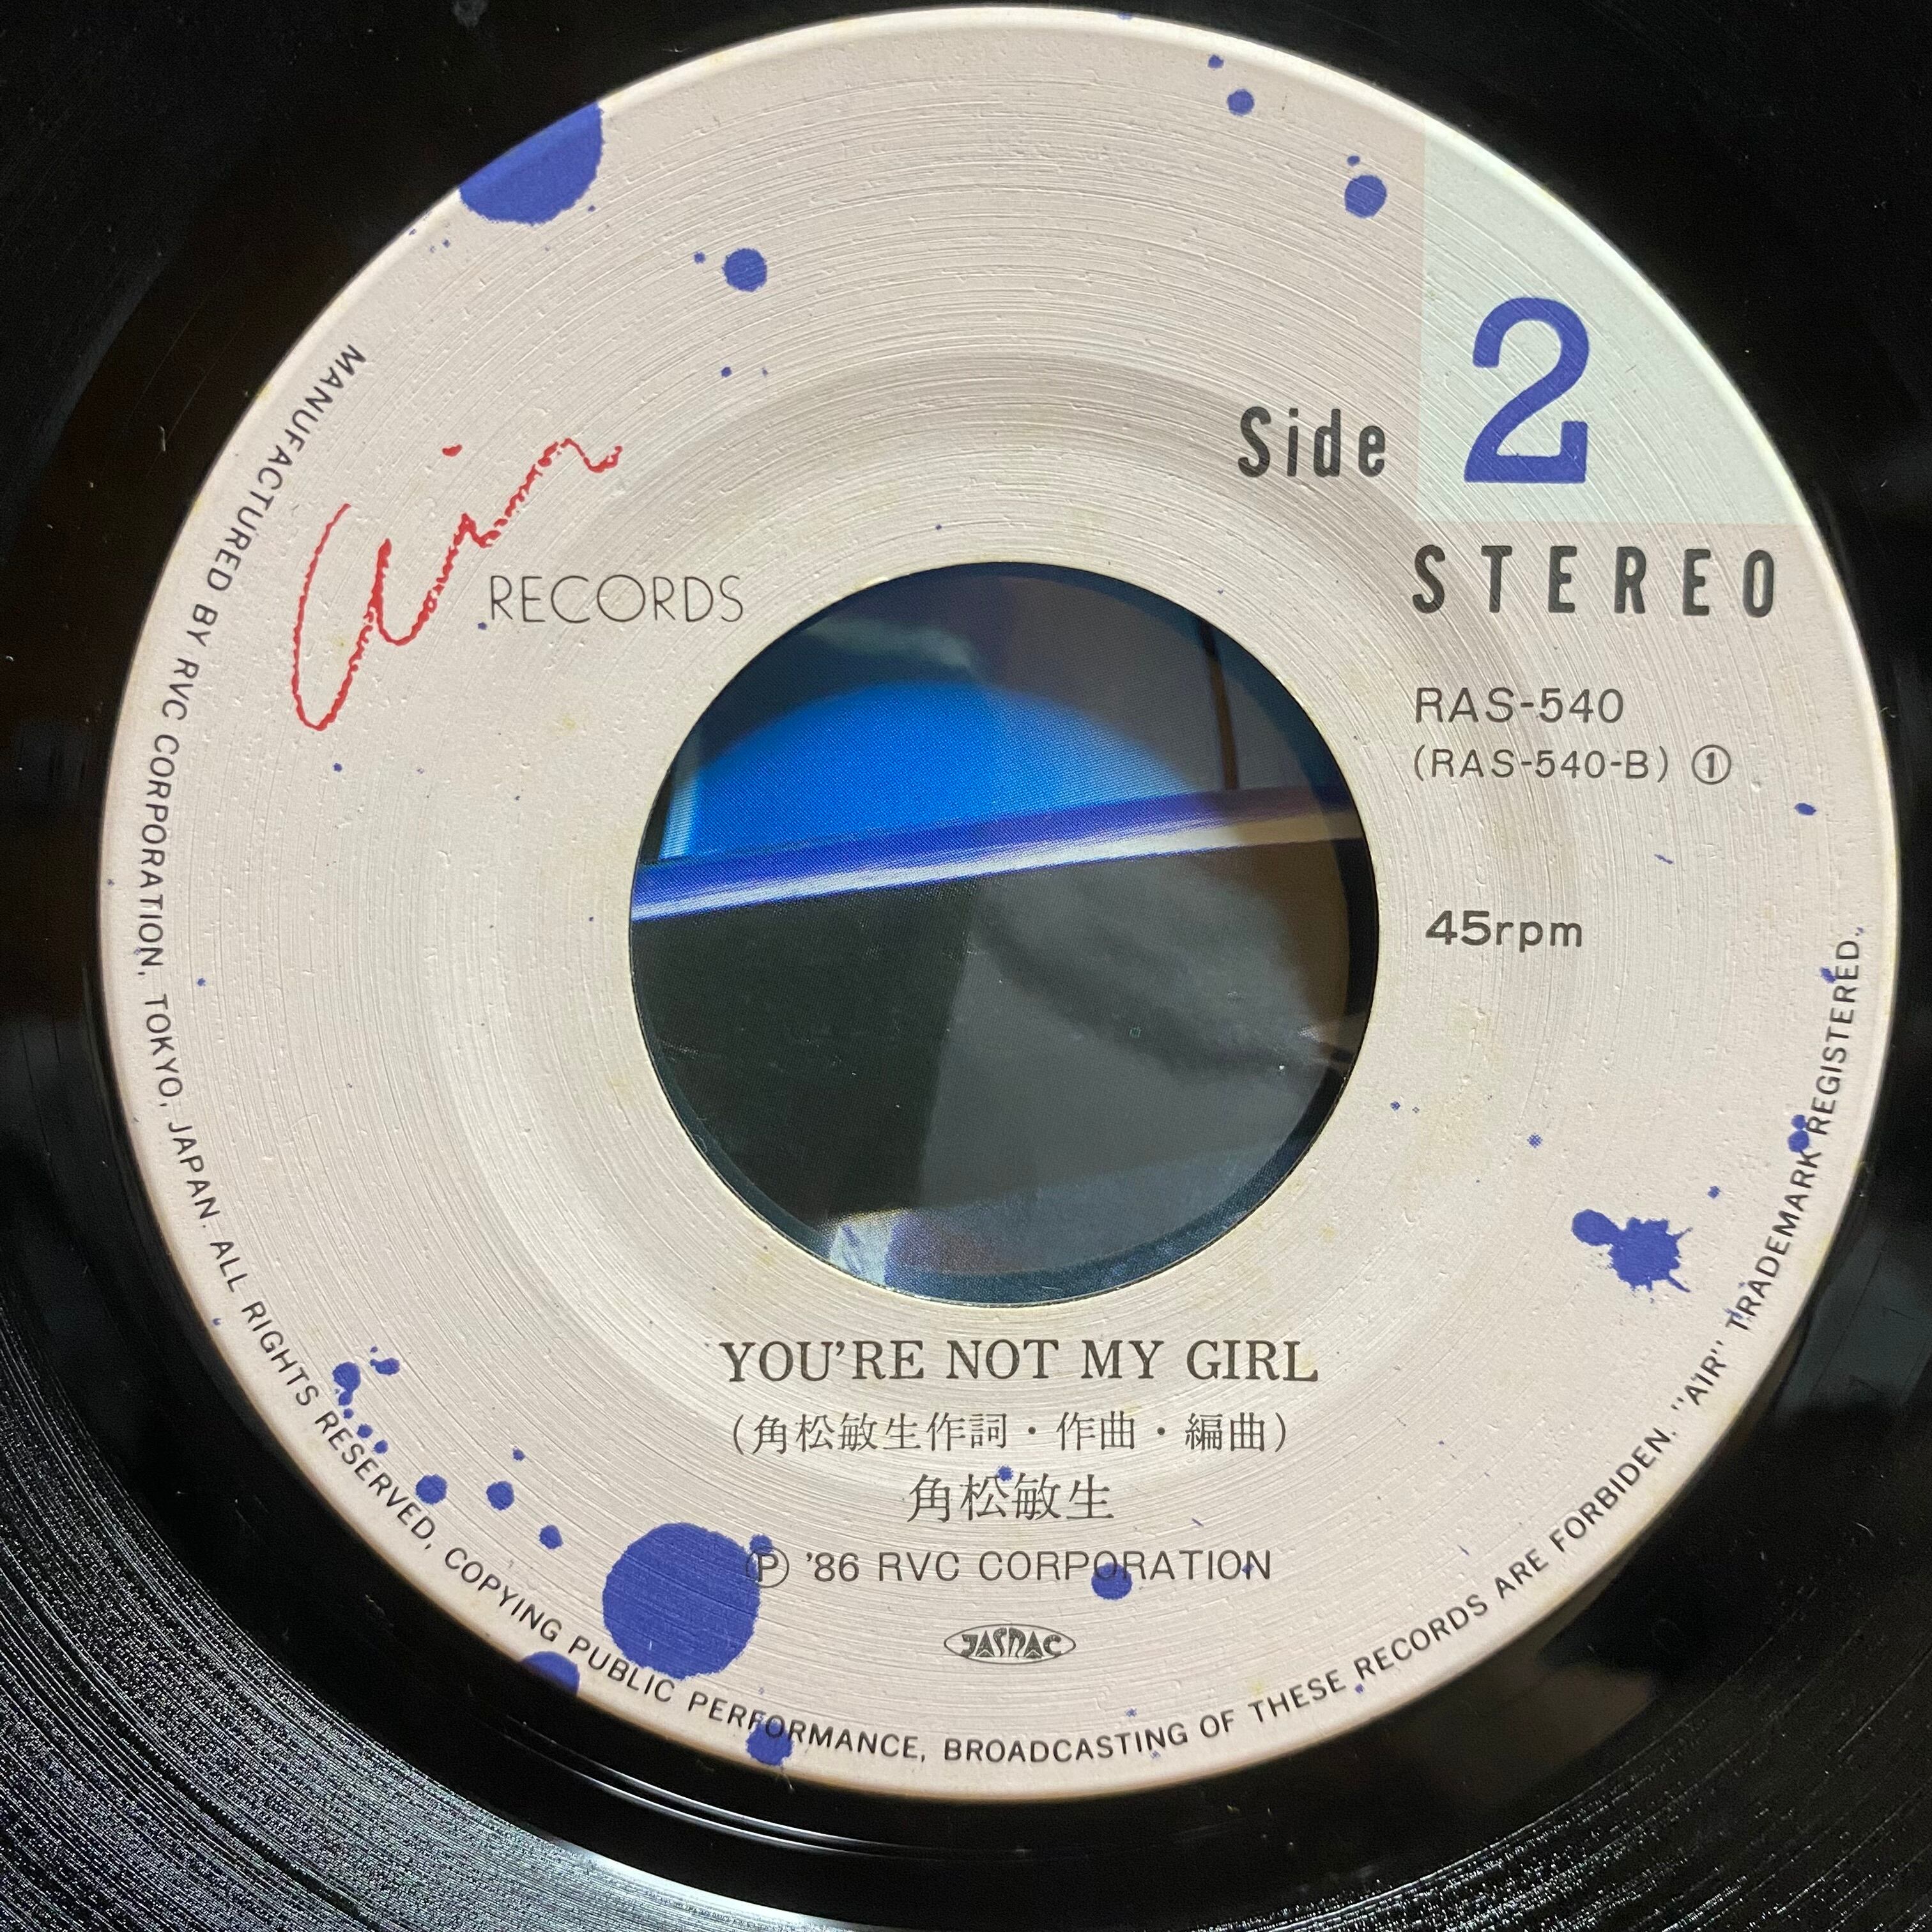 air
RECORDS
Side 2
STEREO
RAS-540
(RAS-540-B) ①
45rpm
YOU'RE NOT MY GIRL
(角松敏生作詞・作曲・編曲)
角松敏生
Ⓟ '86 RVC CORPORATION
JASRAC
MANUFACTURED BY RVC CORPORATION, TOKYO, JAPAN. ALL RIGHTS RESERVED, COPYING PUBLIC PERFORMANCE, BROADCASTING OF THESE RECORDS ARE FORBIDEN. "AIR" TRADEMARK REGISTERED.